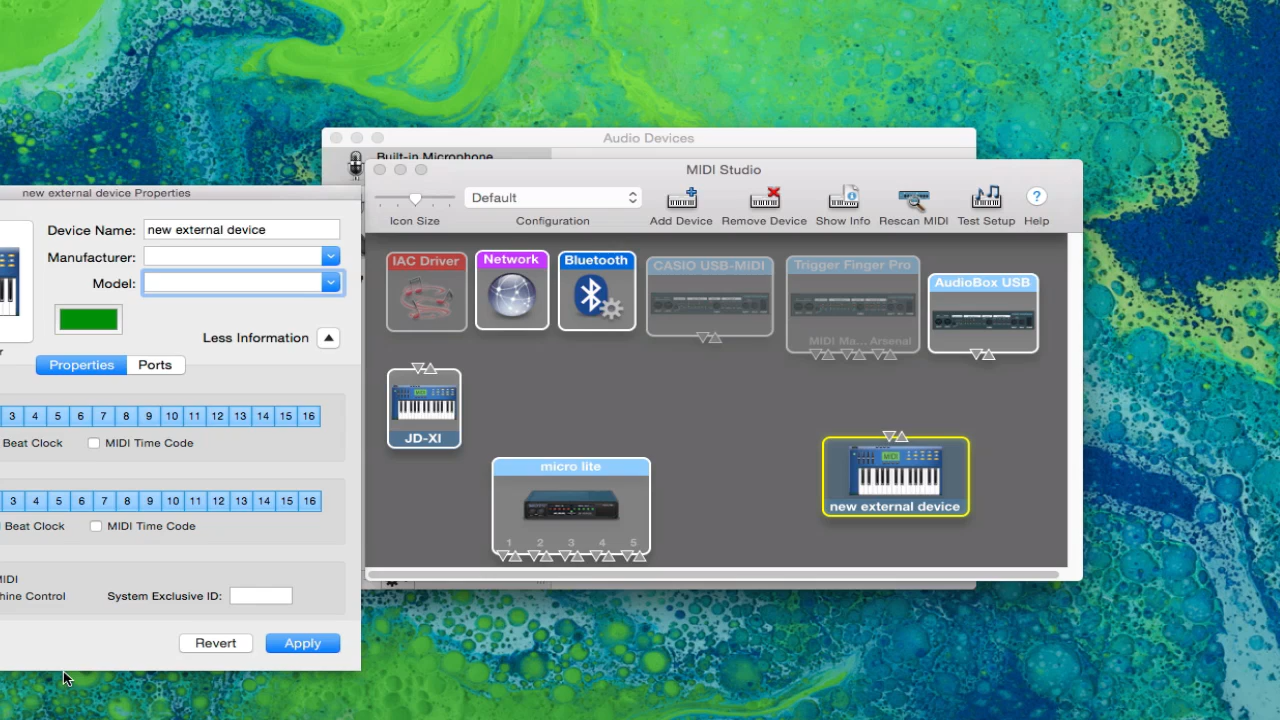 Audio Devices
Built-in Microphone
MIDI Studio
Default
Icon Size
Configuration
Add Device
Remove Device
Show Info
Rescan MIDI
Test Setup
?
Help
new external device Properties
Device Name:
new external device
Manufacturer:
Model:
Less Information
Properties
Ports
3 4 5 6 7 8 9 10 11 12 13 14 15 16
Beat Clock
MIDI Time Code
3 4 5 6 7 8 9 10 11 12 13 14 15 16
Beat Clock
MIDI Time Code
MIDI
hine Control
System Exclusive ID:
Revert
Apply
IAC Driver
Network
Bluetooth
CASIO USB-MIDI
Trigger Finger Pro
MIDI Ma... Arsenal
AudioBox USB
JD-XI
micro lite
1 2 3 4 5
MIDI
new external device